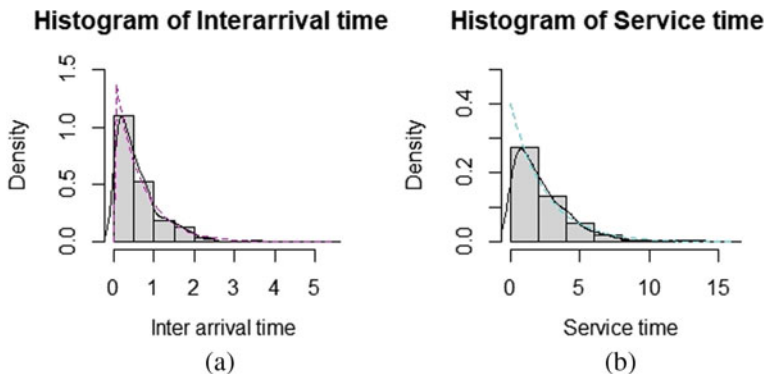 Histogram of Interarrival time
1.5
1.0
0.5
0.0
Density
0 1 2 3 4 5
Inter arrival time
(a)
Histogram of Service time
0.4
0.2
0.0
Density
0 5 10 15
Service time
(b)